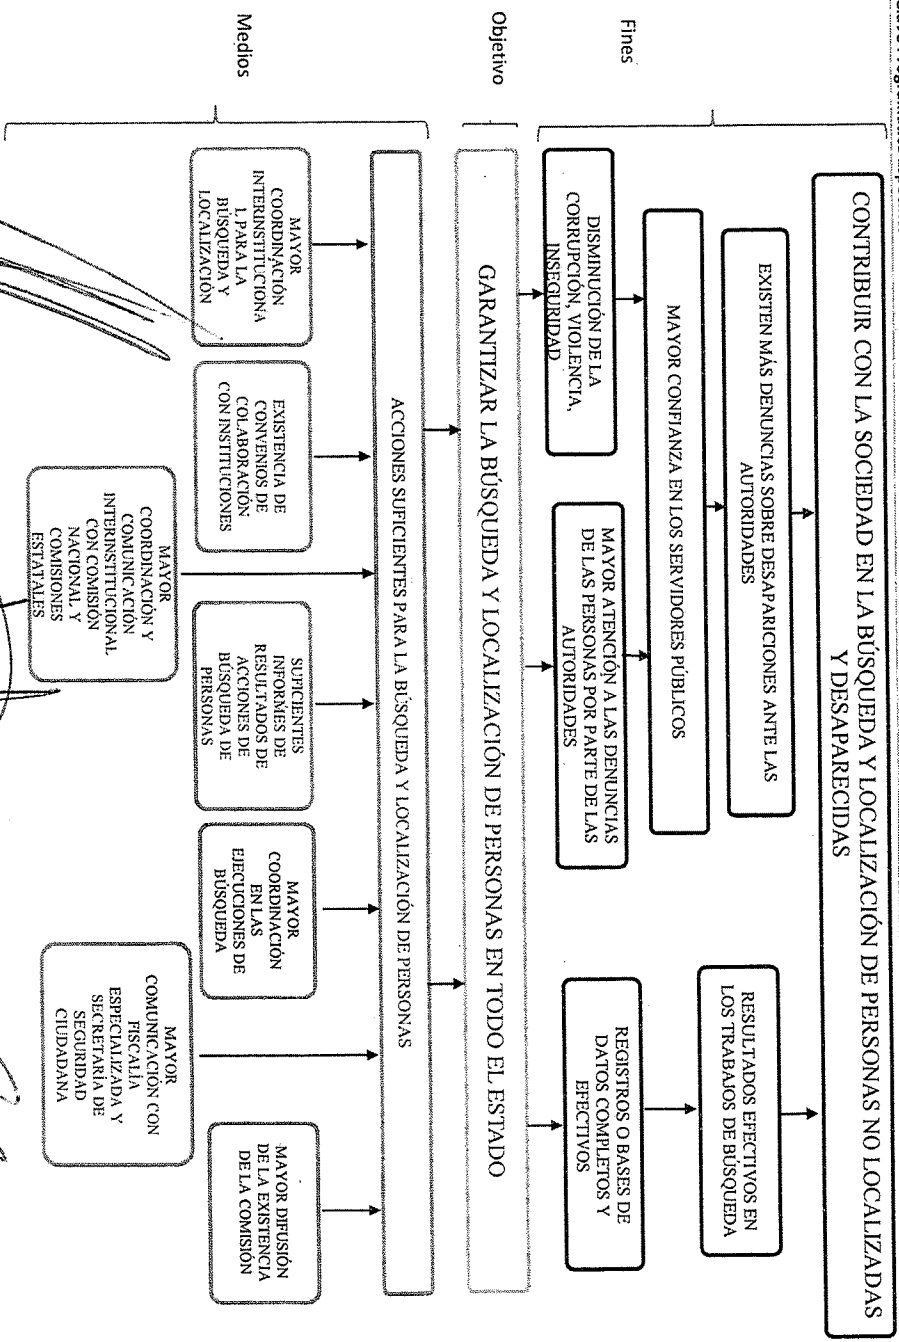 CONTRIBUIR CON LA SOCIEDAD EN LA BÚSQUEDA Y LOCALIZACIÓN DE PERSONAS NO LOCALIZADAS
Y DESAPARECIDAS
EXISTEN MÁS DENUNCIAS SOBRE DESAPARICIONES ANTE LAS
AUTORIDADES
RESULTADOS EFECTIVOS EN
LOS TRABAJOS DE BÚSQUEDA
Fines
MAYOR CONFIANZA EN LOS SERVIDORES PÚBLICOS
DISMINUCIÓN DE LA
CORRUPCIÓN, VIOLENCIA,
INSEGURIDAD
MAYOR ATENCIÓN A LAS DENUNCIAS
DE LAS PERSONAS POR PARTE DE LAS
AUTORIDADES
REGISTROS O BASES DE
DATOS COMPLETOS Y
EFECTIVOS
Objetivo
GARANTIZAR LA BÚSQUEDA Y LOCALIZACIÓN DE PERSONAS EN TODO EL ESTADO
ACCIONES SUFICIENTES PARA LA BÚSQUEDA Y LOCALIZACIÓN DE PERSONAS
Medios
MAYOR
COORDINACIÓN
INTERINSTITUCIONA
L PARA LA
BÚSQUEDA Y
LOCALIZACIÓN
EXISTENCIA DE
CONVENIOS DE
COLABORACIÓN
CON INSTITUCIONES
SUFICIENTES
INFORMES DE
RESULTADOS DE
ACCIONES DE
BÚSQUEDA DE
PERSONAS
MAYOR
COORDINACIÓN
EN LAS
EJECUCIONES DE
BÚSQUEDA
MAYOR DIFUSIÓN
DE LA EXISTENCIA
DE LA COMISIÓN
MAYOR
COORDINACIÓN Y
COMUNICACIÓN
INTERINSTITUCIONAL
CON COMISIÓN
NACIONAL Y
COMISIONES
ESTATALES
MAYOR
COMUNICACIÓN CON
FISCALÍA
ESPECIALIZADA Y
SECRETARÍA DE
SEGURIDAD
CIUDADANA